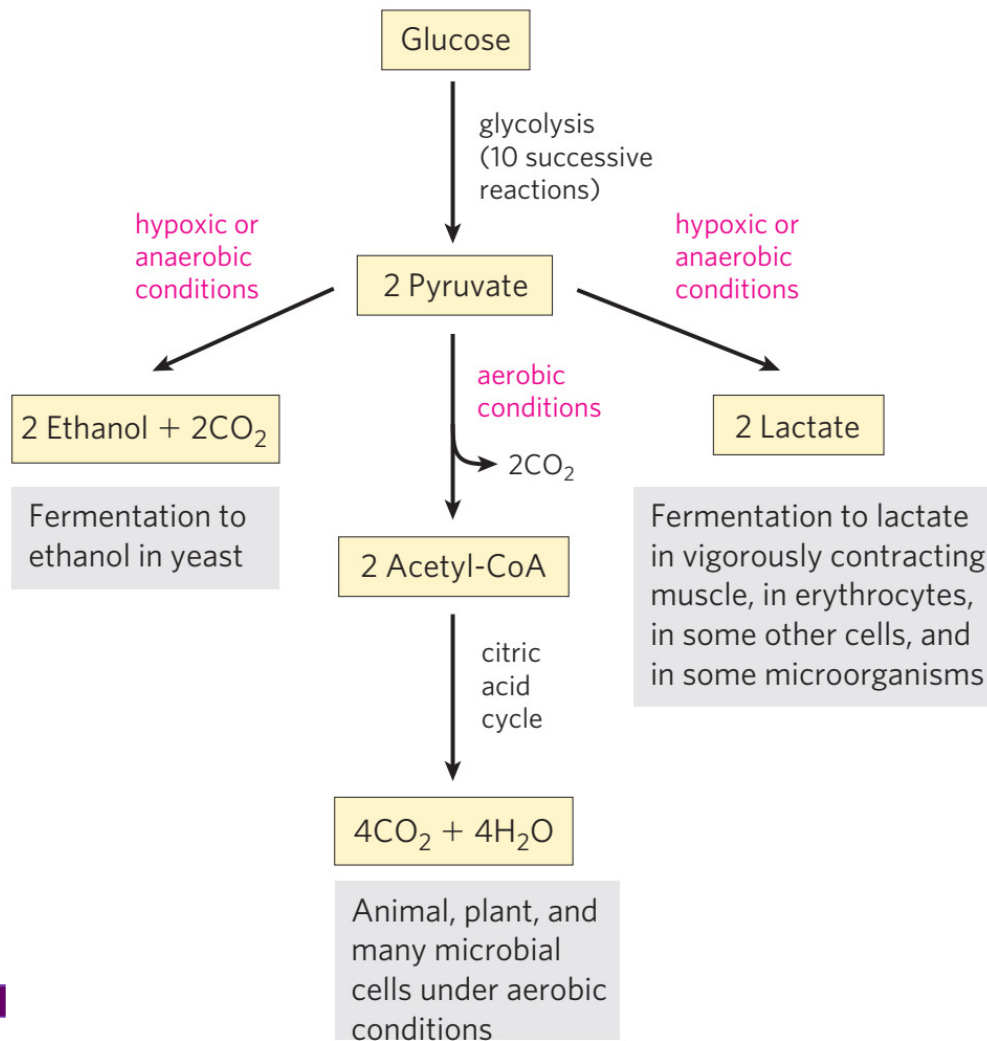 Glucose
glycolysis
(10 successive
reactions)
hypoxic or
anaerobic
conditions
hypoxic or
anaerobic
conditions
2 Pyruvate
aerobic
conditions
2 Ethanol + 2CO₂
2 Lactate
2CO₂
Fermentation to
ethanol in yeast
Fermentation to lactate
in vigorously contracting
muscle, in erythrocytes,
in some other cells, and
in some microorganisms
2 Acetyl-CoA
citric
acid
cycle
4CO₂ + 4H₂O
Animal, plant, and
many microbial
cells under aerobic
conditions